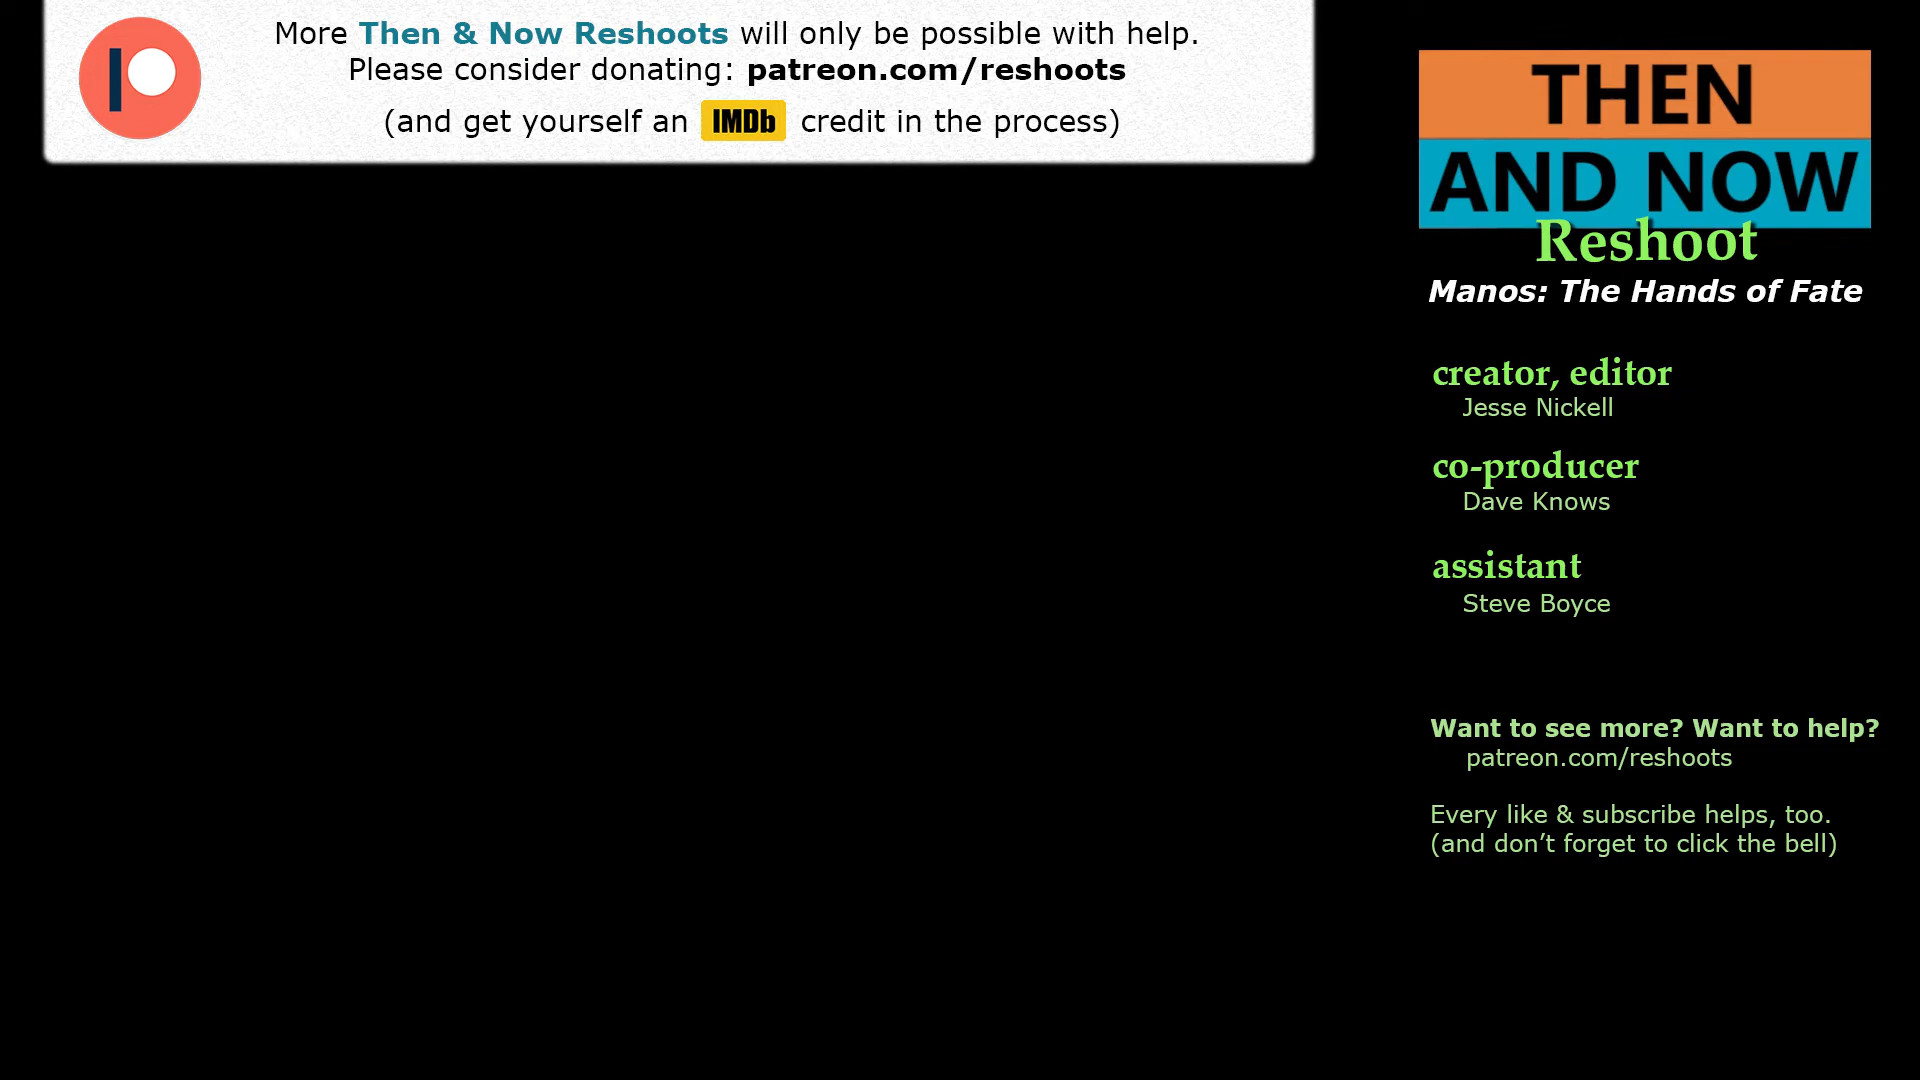 More Then & Now Reshoots will only be possible with help.
Please consider donating: patreon.com/reshoots
(and get yourself an IMDb credit in the process)
THEN
AND NOW
Reshoot
Manos: The Hands of Fate
creator, editor
Jesse Nickell
co-producer
Dave Knows
assistant
Steve Boyce
Want to see more? Want to help?
patreon.com/reshoots
Every like & subscribe helps, too.
(and don’t forget to click the bell)